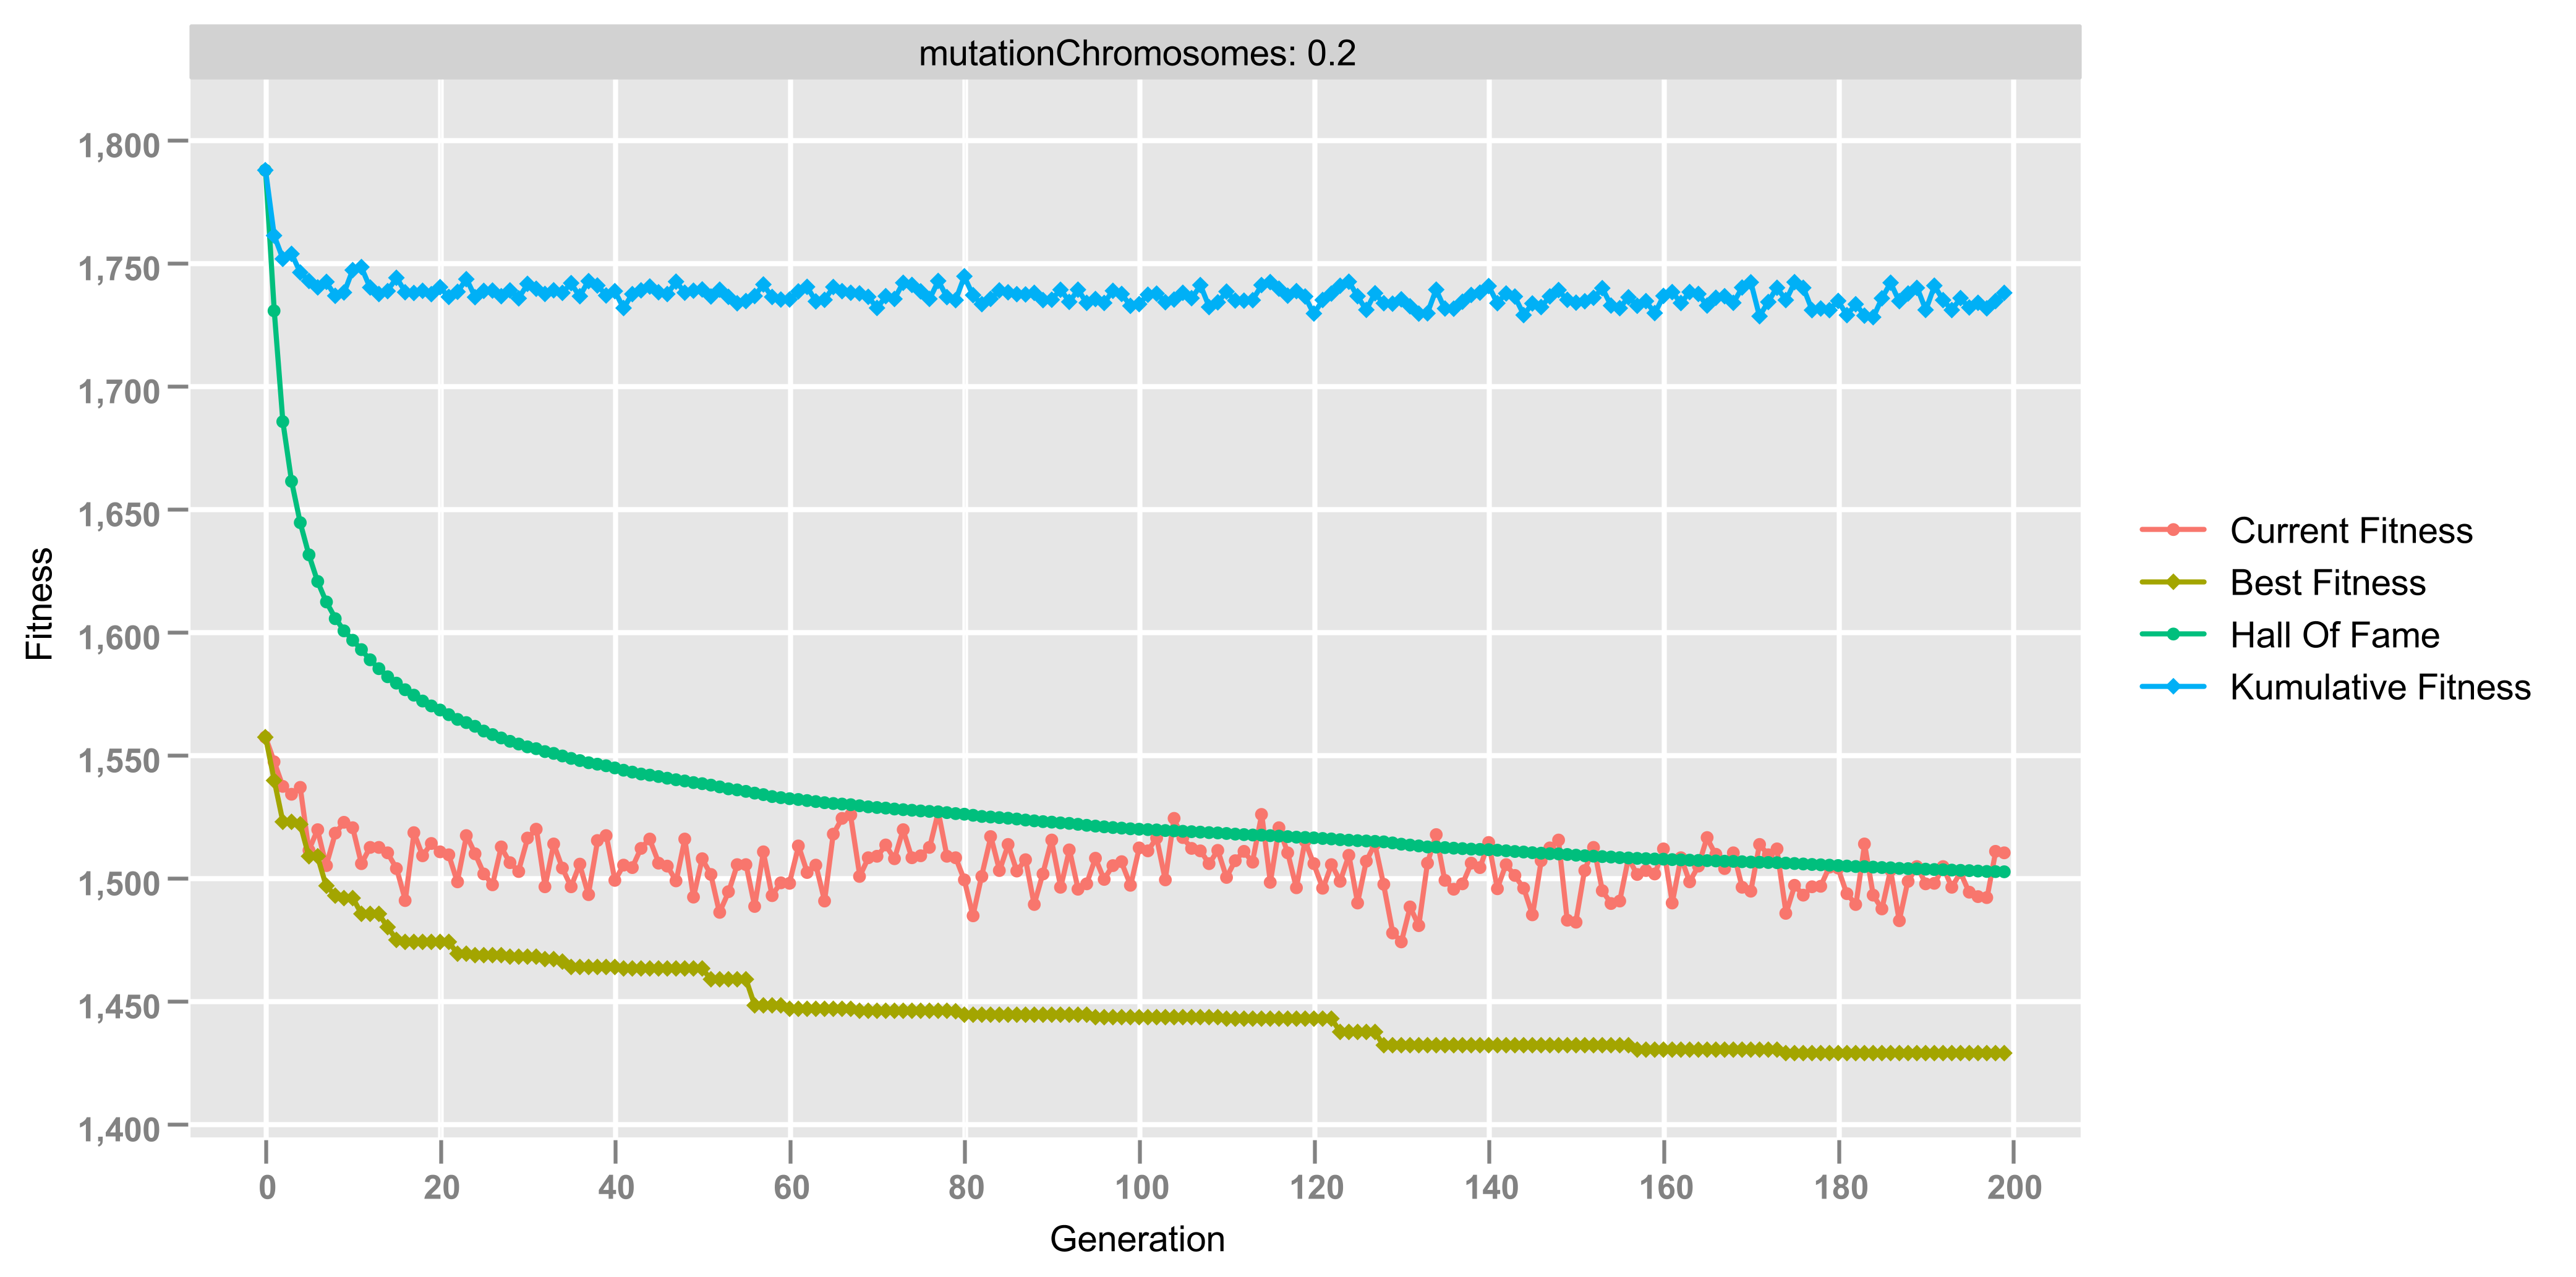 mutationChromosomes: 0.2
1,800
1,750
1,700
1,650
1,600
1,550
1,500
1,450
1,400
Fitness
0 20 40 60 80 100 120 140 160 180 200
Generation
Current Fitness
Best Fitness
Hall Of Fame
Kumulative Fitness